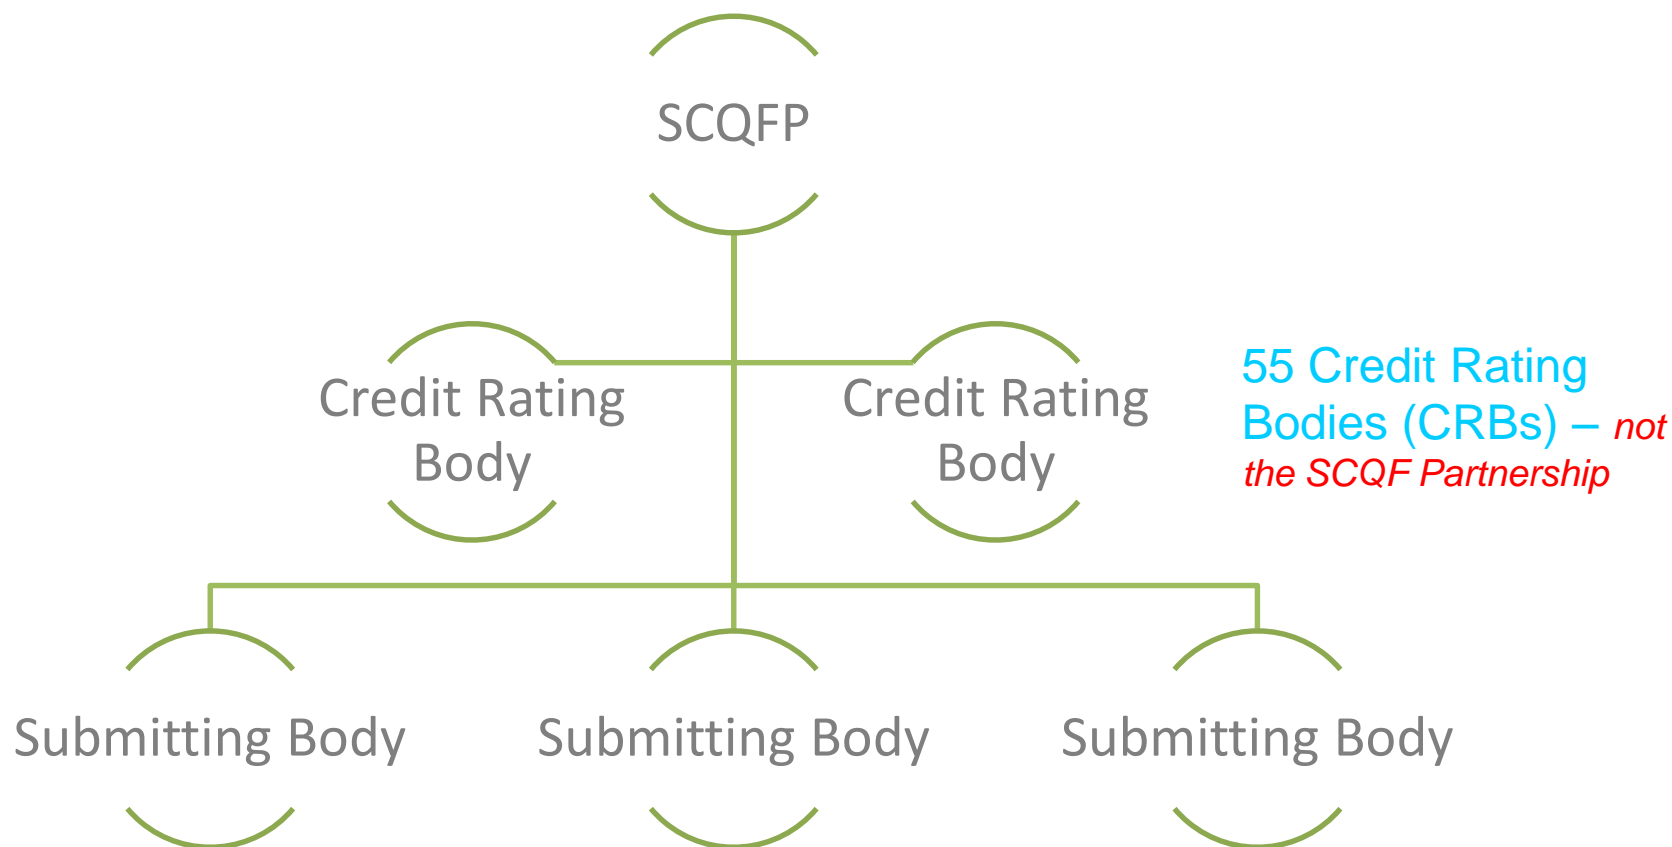 SCQFP
Credit Rating
Body
Credit Rating
Body
55 Credit Rating
Bodies (CRBs) – not
the SCQF Partnership
Submitting Body
Submitting Body
Submitting Body